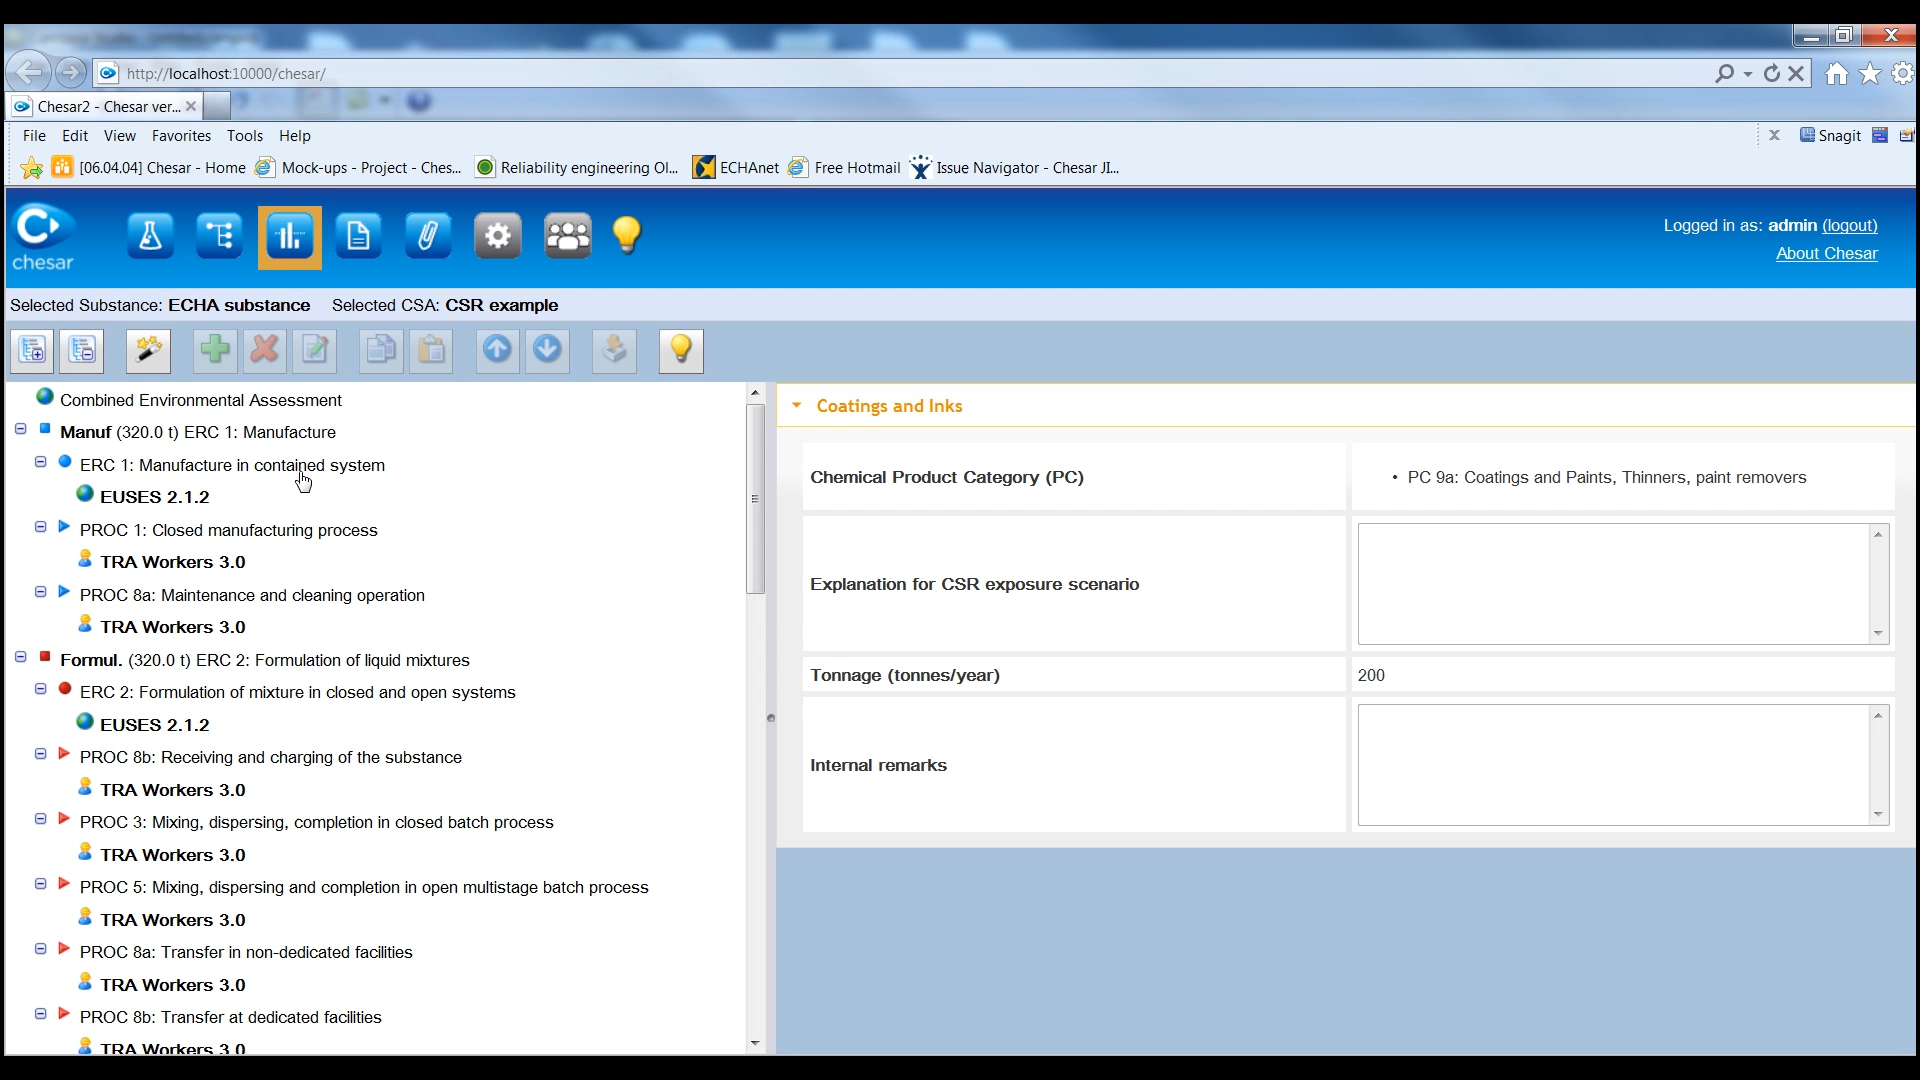 http://localhost:10000/chesar/
Chesar2 - Chesar ver...
File Edit View Favorites Tools Help
Snagit
[06.04.04] Chesar - Home Mock-ups - Project - Ches... Reliability engineering Ol... ECHAnet Free Hotmail Issue Navigator - Chesar JI...
chesar
Logged in as: admin (logout)
About Chesar
Selected Substance: ECHA substance Selected CSA: CSR example
Combined Environmental Assessment
Manuf (320.0 t) ERC 1: Manufacture
ERC 1: Manufacture in contained system
EUSES 2.1.2
PROC 1: Closed manufacturing process
TRA Workers 3.0
PROC 8a: Maintenance and cleaning operation
TRA Workers 3.0
Formul. (320.0 t) ERC 2: Formulation of liquid mixtures
ERC 2: Formulation of mixture in closed and open systems
EUSES 2.1.2
PROC 8b: Receiving and charging of the substance
TRA Workers 3.0
PROC 3: Mixing, dispersing, completion in closed batch process
TRA Workers 3.0
PROC 5: Mixing, dispersing and completion in open multistage batch process
TRA Workers 3.0
PROC 8a: Transfer in non-dedicated facilities
TRA Workers 3.0
PROC 8b: Transfer at dedicated facilities
TRA Workers 3.0
Coatings and Inks
Chemical Product Category (PC)
• PC 9a: Coatings and Paints, Thinners, paint removers
Explanation for CSR exposure scenario
Tonnage (tonnes/year)
200
Internal remarks